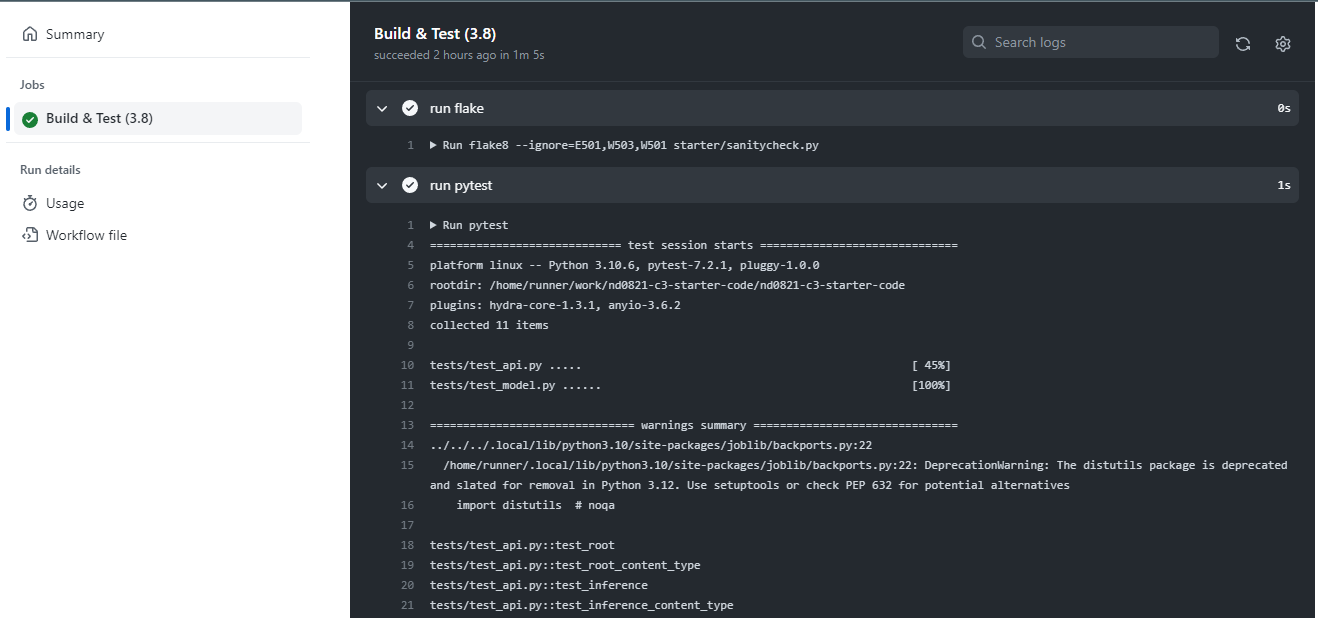 Summary
Jobs
Build & Test (3.8)
Run details
Usage
Workflow file
Build & Test (3.8)
succeeded 2 hours ago in 1m 5s
Search logs
run flake 0s
1 Run flake8 --ignore=E501,W503,W501 starter/sanitycheck.py
run pytest 1s
1 Run pytest
4 ============================= test session starts ==============================
5 platform linux -- Python 3.10.6, pytest-7.2.1, pluggy-1.0.0
6 rootdir: /home/runner/work/nd0821-c3-starter-code/nd0821-c3-starter-code
7 plugins: hydra-core-1.3.1, anyio-3.6.2
8 collected 11 items
9
10 tests/test_api.py ..... [ 45%]
11 tests/test_model.py ...... [100%]
12
13 =============================== warnings summary ===============================
14 ../../../.local/lib/python3.10/site-packages/joblib/backports.py:22
15 /home/runner/.local/lib/python3.10/site-packages/joblib/backports.py:22: DeprecationWarning: The distutils package is deprecated
and slated for removal in Python 3.12. Use setuptools or check PEP 632 for potential alternatives
16 import distutils # noqa
17
18 tests/test_api.py::test_root
19 tests/test_api.py::test_root_content_type
20 tests/test_api.py::test_inference
21 tests/test_api.py::test_inference_content_type